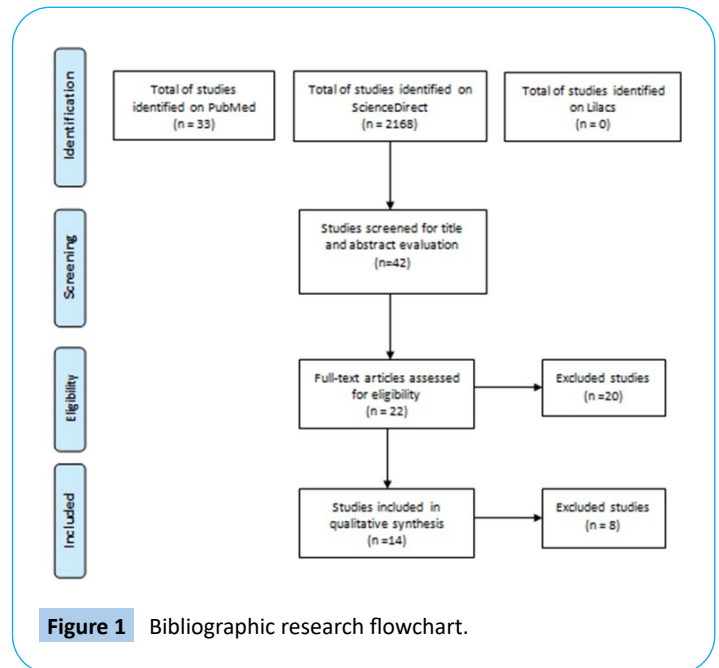 Identification
Total of studies
identified on PubMed
(n = 33)
Total of studies identified on
ScienceDirect
(n = 2168)
Total of studies identified
on Lilacs
(n = 0)
Screening
Studies screened for title
and abstract evaluation
(n=42)
Eligibility
Full-text articles assessed
for eligibility
(n = 22)
Excluded studies
(n =20)
Included
Studies included in
qualitative synthesis
(n =14)
Excluded studies
(n = 8)
Figure 1 Bibliographic research flowchart.